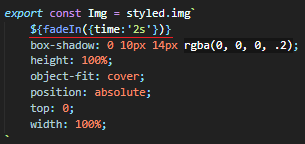 export const Img = styled.img`
    ${fadeIn({time:'2s'})}
    box-shadow: 0 10px 14px rgba(0, 0, 0, .2);
    height: 100%;
    object-fit: cover;
    position: absolute;
    top: 0;
    width: 100%;
`